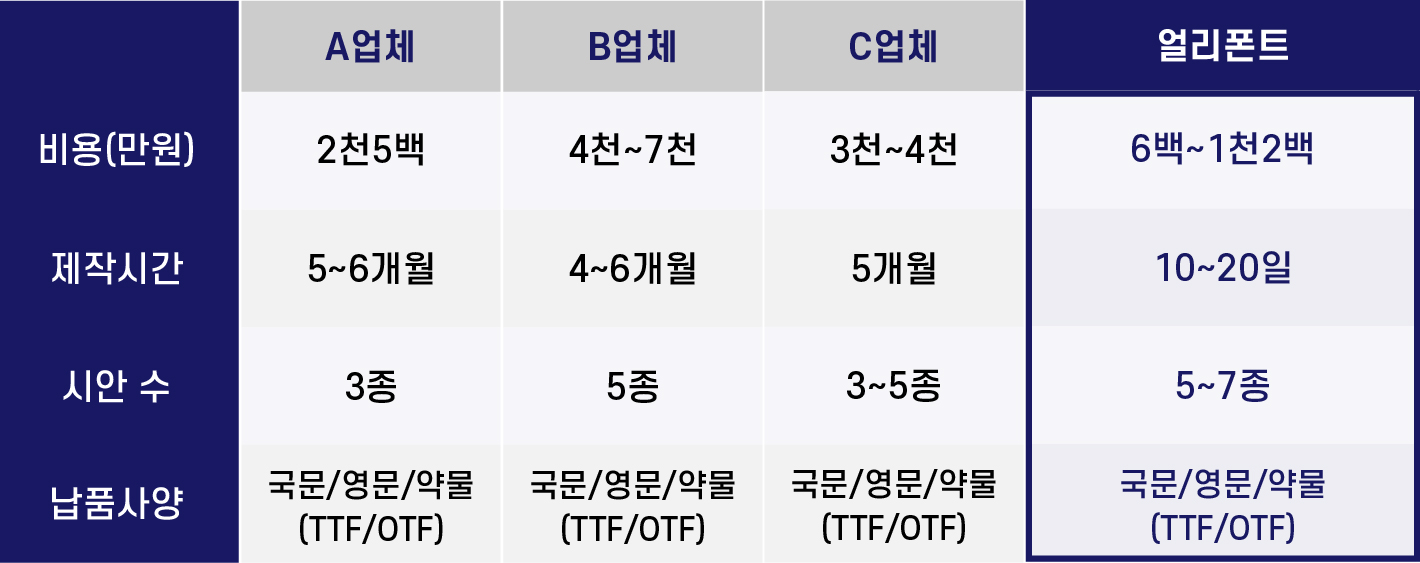 A업체 B업체 C업체 얼리폰트
비용(만원) 2천5백 4천~7천 3천~4천 6백~1천2백
제작시간 5~6개월 4~6개월 5개월 10~20일
시안 수 3종 5종 3~5종 5~7종
납품사양 국문/영문/약물 국문/영문/약물 국문/영문/약물 국문/영문/약물
(TTF/OTF) (TTF/OTF) (TTF/OTF) (TTF/OTF)